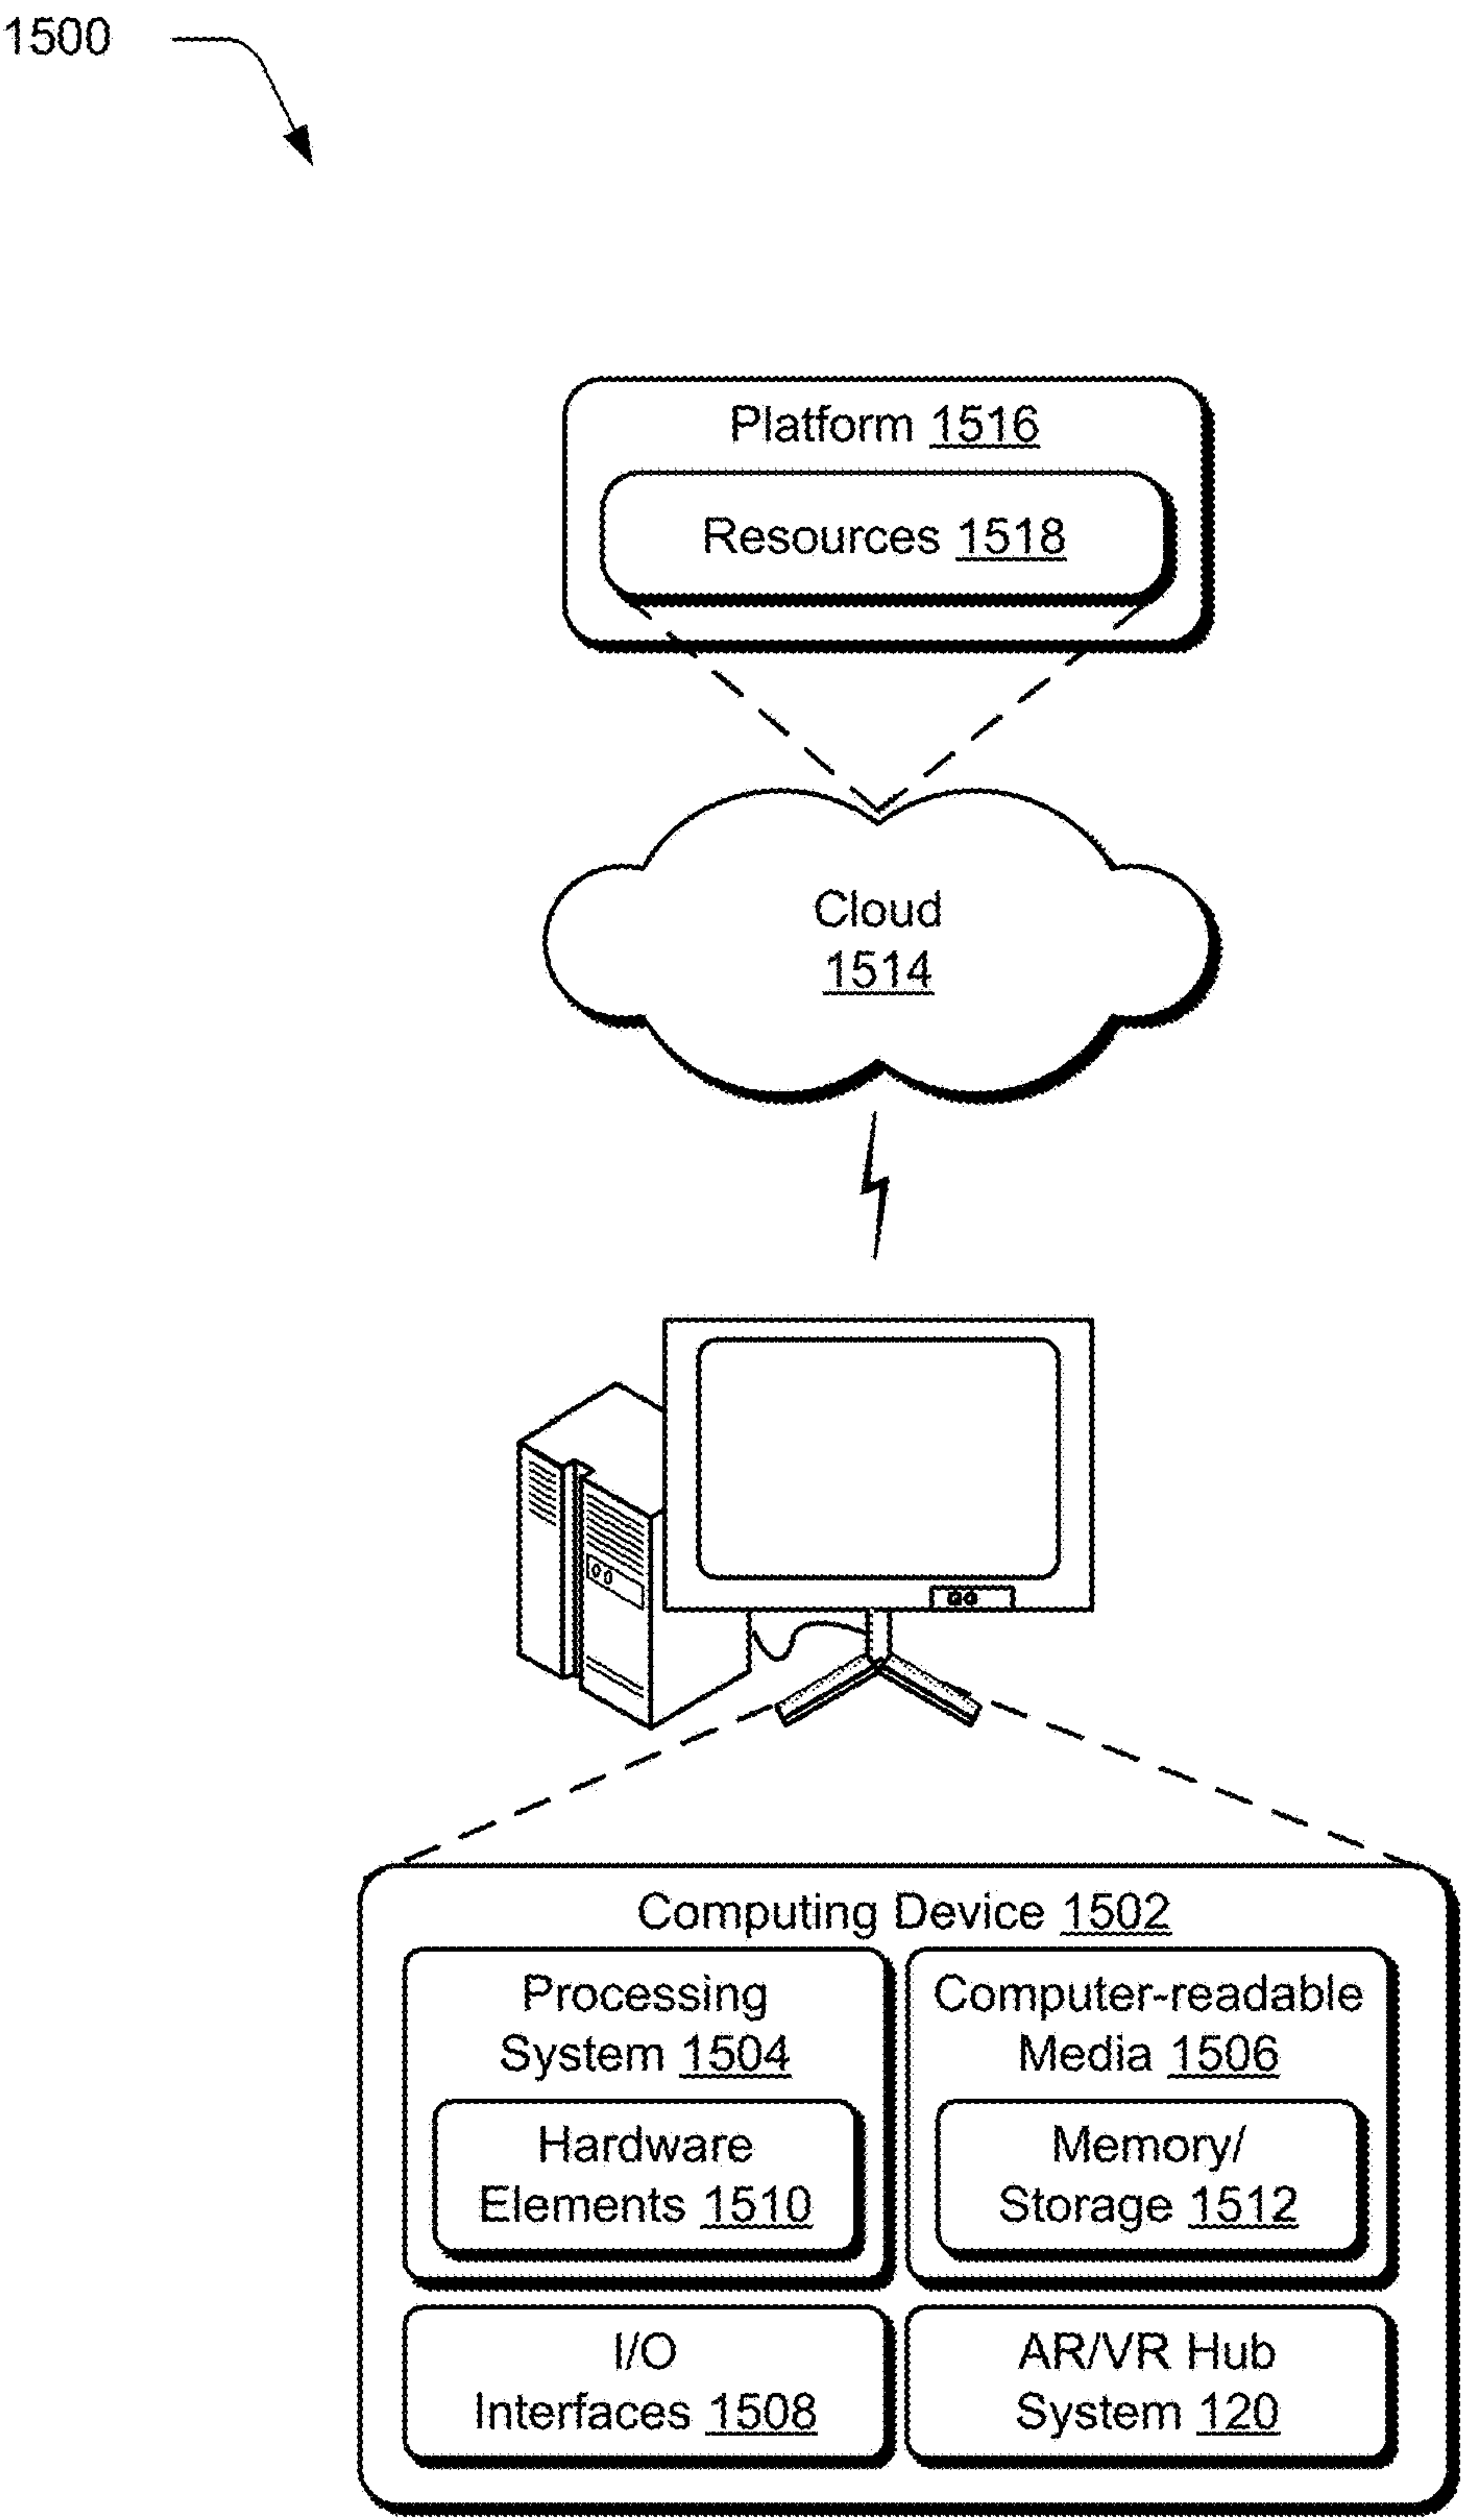 1500
Platform 1516
Resources 1518
Cloud
1514
Computing Device 1502
Processing
System 1504
Hardware
Elements 1510
Computer-readable
Media 1506
Memory/
Storage 1512
I/O
Interfaces 1508
AR/VR Hub
System 120